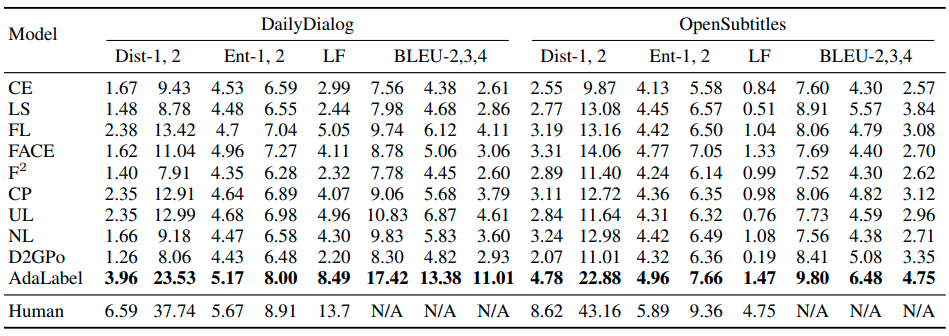 Model DailyDialog OpenSubtitles
Dist-1, 2 Ent-1, 2 LF BLEU-2,3,4 Dist-1, 2 Ent-1, 2 LF BLEU-2,3,4
CE 1.67 9.43 4.53 6.59 2.99 7.56 4.38 2.61 2.55 9.87 4.13 5.58 0.84 7.60 4.30 2.57
LS 1.48 8.78 4.48 6.55 2.44 7.98 4.68 2.86 2.77 13.08 4.45 6.57 0.51 8.91 5.57 3.84
FL 2.38 13.42 4.7 7.04 5.05 9.74 6.12 4.11 3.19 13.16 4.42 6.50 1.04 8.06 4.79 3.08
FACE 1.62 11.04 4.96 7.27 4.11 8.78 5.06 3.06 3.31 14.06 4.77 7.05 1.33 7.69 4.40 2.70
F² 1.40 7.91 4.35 6.28 2.32 7.78 4.45 2.60 2.89 11.40 4.24 6.14 0.99 7.52 4.30 2.62
CP 2.35 12.91 4.64 6.89 4.07 9.06 5.68 3.79 3.11 12.72 4.36 6.35 0.98 8.06 4.82 3.12
UL 2.35 12.99 4.68 6.98 4.96 10.83 6.87 4.61 2.84 11.64 4.31 6.32 0.76 7.73 4.59 2.96
NL 1.66 9.18 4.47 6.58 4.30 9.83 5.83 3.60 3.24 12.98 4.42 6.49 1.08 7.56 4.38 2.71
D2GPo 1.26 8.06 4.43 6.48 2.20 8.30 4.82 2.93 2.07 11.01 4.32 6.36 0.19 8.41 5.08 3.35
AdaLabel 3.96 23.53 5.17 8.00 8.49 17.42 13.38 11.01 4.78 22.88 4.96 7.66 1.47 9.80 6.48 4.75
Human 6.59 37.74 5.67 8.91 13.7 N/A N/A N/A 8.62 43.16 5.89 9.36 4.75 N/A N/A N/A